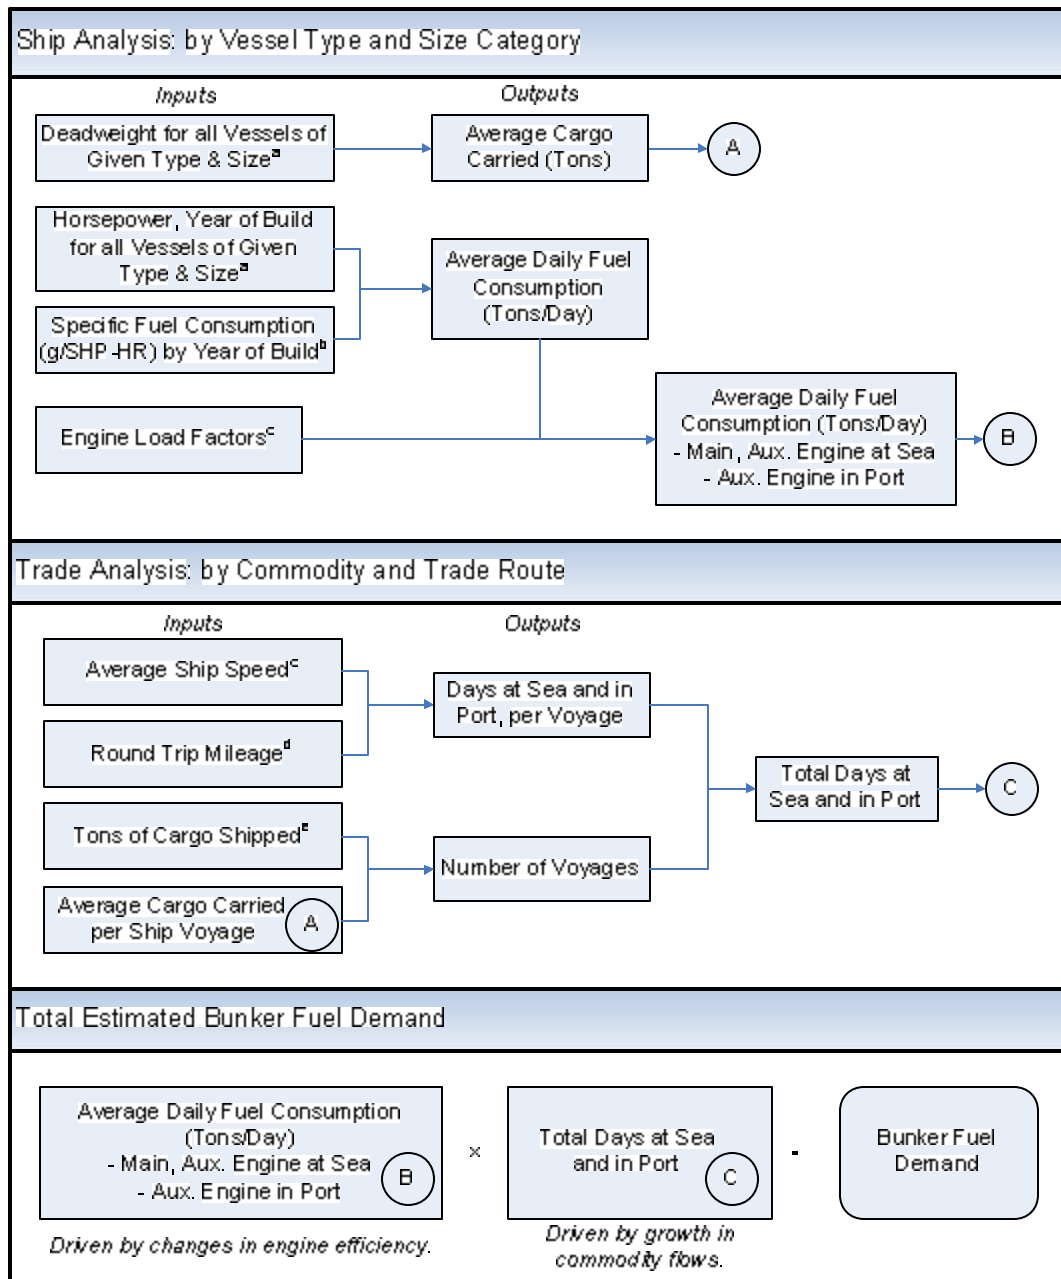 Ship Analysis: by Vessel Type and Size Category
Inputs
Outputs
Deadweight for all Vessels of
Given Type & Sizeᵃ
Average Cargo
Carried (Tons)
A
Horsepower, Year of Build
for all Vessels of Given
Type & Sizeᵃ
Specific Fuel Consumption
(g/SHP-HR) by Year of Buildᵇ
Average Daily Fuel
Consumption
(Tons/Day)
Engine Load Factorsᶜ
Average Daily Fuel
Consumption (Tons/Day)
- Main, Aux. Engine at Sea
- Aux. Engine in Port
B
Trade Analysis: by Commodity and Trade Route
Inputs
Outputs
Average Ship Speedᶜ
Round Trip Mileageᵈ
Days at Sea and in
Port, per Voyage
Tons of Cargo Shippedᵉ
Average Cargo Carried
per Ship Voyage
A
Number of Voyages
Total Days at
Sea and in Port
C
Total Estimated Bunker Fuel Demand
Average Daily Fuel Consumption
(Tons/Day)
- Main, Aux. Engine at Sea
- Aux. Engine in Port
B
×
Total Days at Sea
and in Port
C
-
Bunker Fuel
Demand
Driven by changes in engine efficiency.
Driven by growth in
commodity flows.